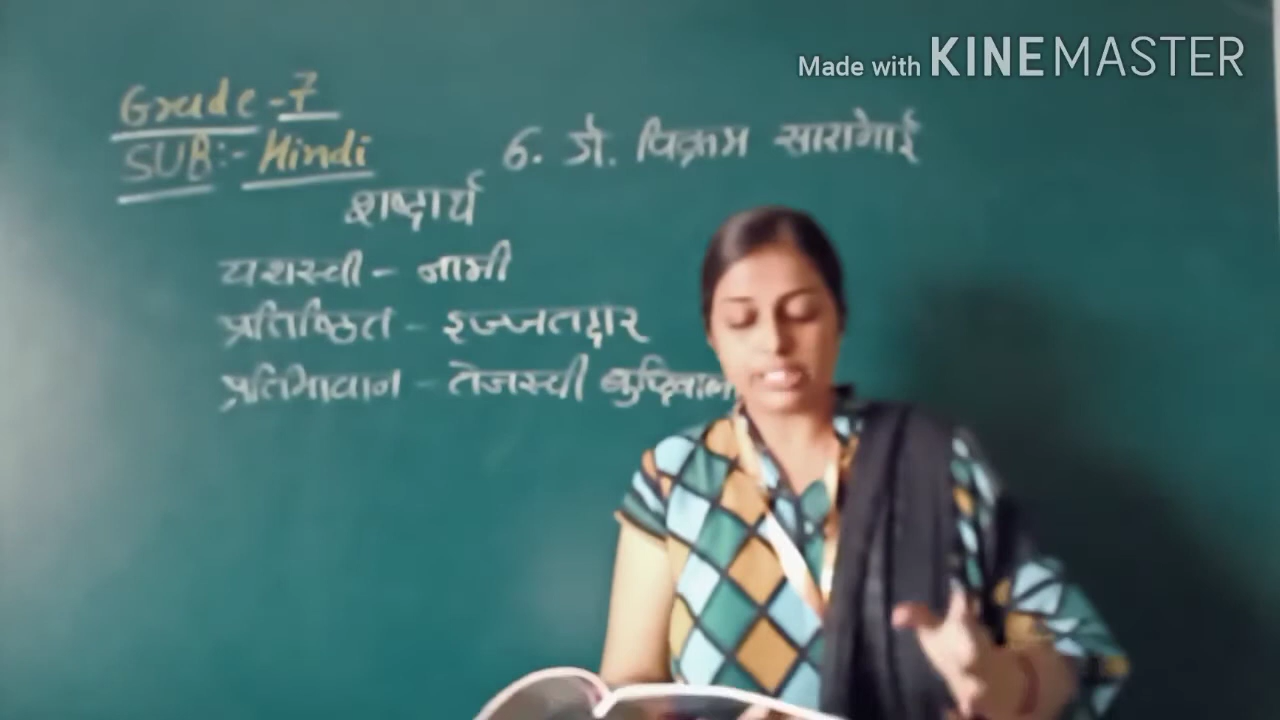 Made with KINEMASTER
Grade-7
SUB:- Hindi
6. डॉ. विक्रम साराभाई
शब्दार्थ
यशस्वी - नामी
प्रतिष्ठित - इज्जतदार
प्रतिभावान - तेजस्वी